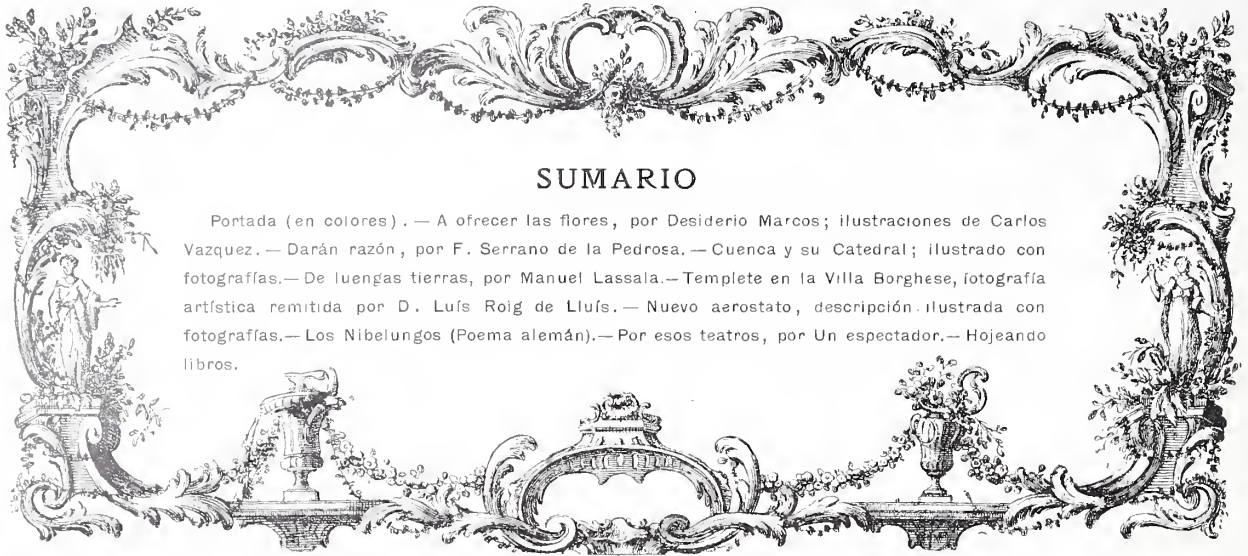 SUMARIO
Portada (en colores). — A ofrecer las flores, por Desiderio Marcos; ilustraciones de Carlos
Vazquez. — Darán razón, por F. Serrano de la Pedrosa. — Cuenca y su Catedral; ilustrado con
fotografías.— De luengas tierras, por Manuel Lassala.— Templete en la Villa Borghese, fotografía
artística remitida por D. Luís Roig de Lluís. — Nuevo aerostato, descripción ilustrada con
fotografías.— Los Nibelungos (Poema alemán).— Por esos teatros, por Un espectador.— Hojeando
libros.